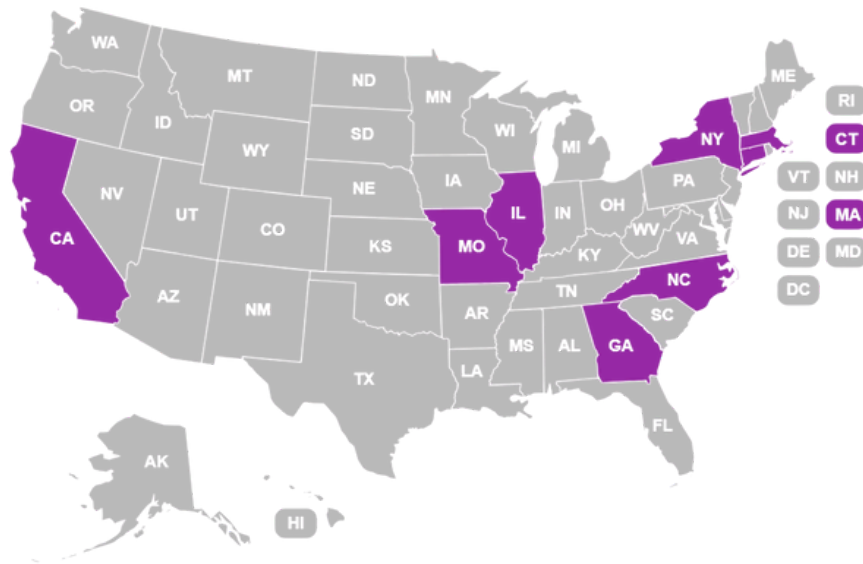 WA
MT
ND
MN
ME
OR
ID
SD
WI
MI
NY
RI
WY
CT
NV
UT
CO
NE
IA
IL
IN
OH
PA
VT
NH
CA
KS
MO
KY
WV
VA
NJ
MA
AZ
NM
OK
AR
TN
NC
DE
MD
TX
LA
MS
AL
GA
SC
DC
FL
AK
HI